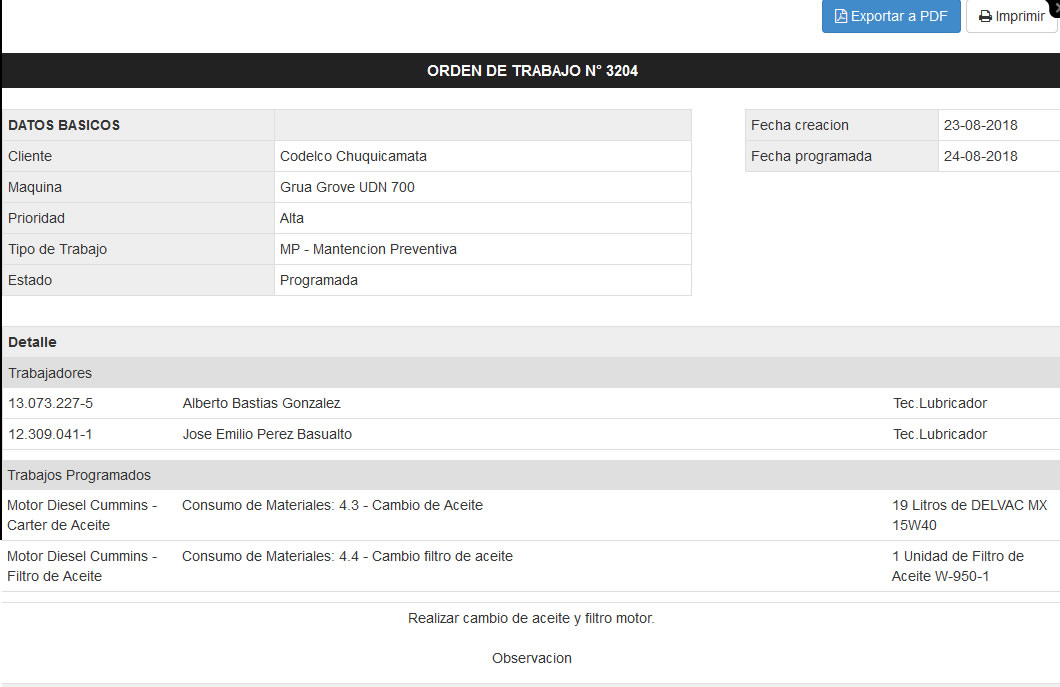 Exportar a PDF
Imprimir
ORDEN DE TRABAJO N° 3204
DATOS BASICOS
Cliente Codelco Chuquicamata
Maquina Grua Grove UDN 700
Prioridad Alta
Tipo de Trabajo MP - Mantencion Preventiva
Estado Programada
Fecha creacion 23-08-2018
Fecha programada 24-08-2018
Detalle
Trabajadores
13.073.227-5 Alberto Bastias Gonzalez Tec.Lubricador
12.309.041-1 Jose Emilio Perez Basualto Tec.Lubricador
Trabajos Programados
Motor Diesel Cummins - Consumo de Materiales: 4.3 - Cambio de Aceite 19 Litros de DELVAC MX
Carter de Aceite 15W40
Motor Diesel Cummins - Consumo de Materiales: 4.4 - Cambio filtro de aceite 1 Unidad de Filtro de
Filtro de Aceite Aceite W-950-1
Realizar cambio de aceite y filtro motor.
Observacion